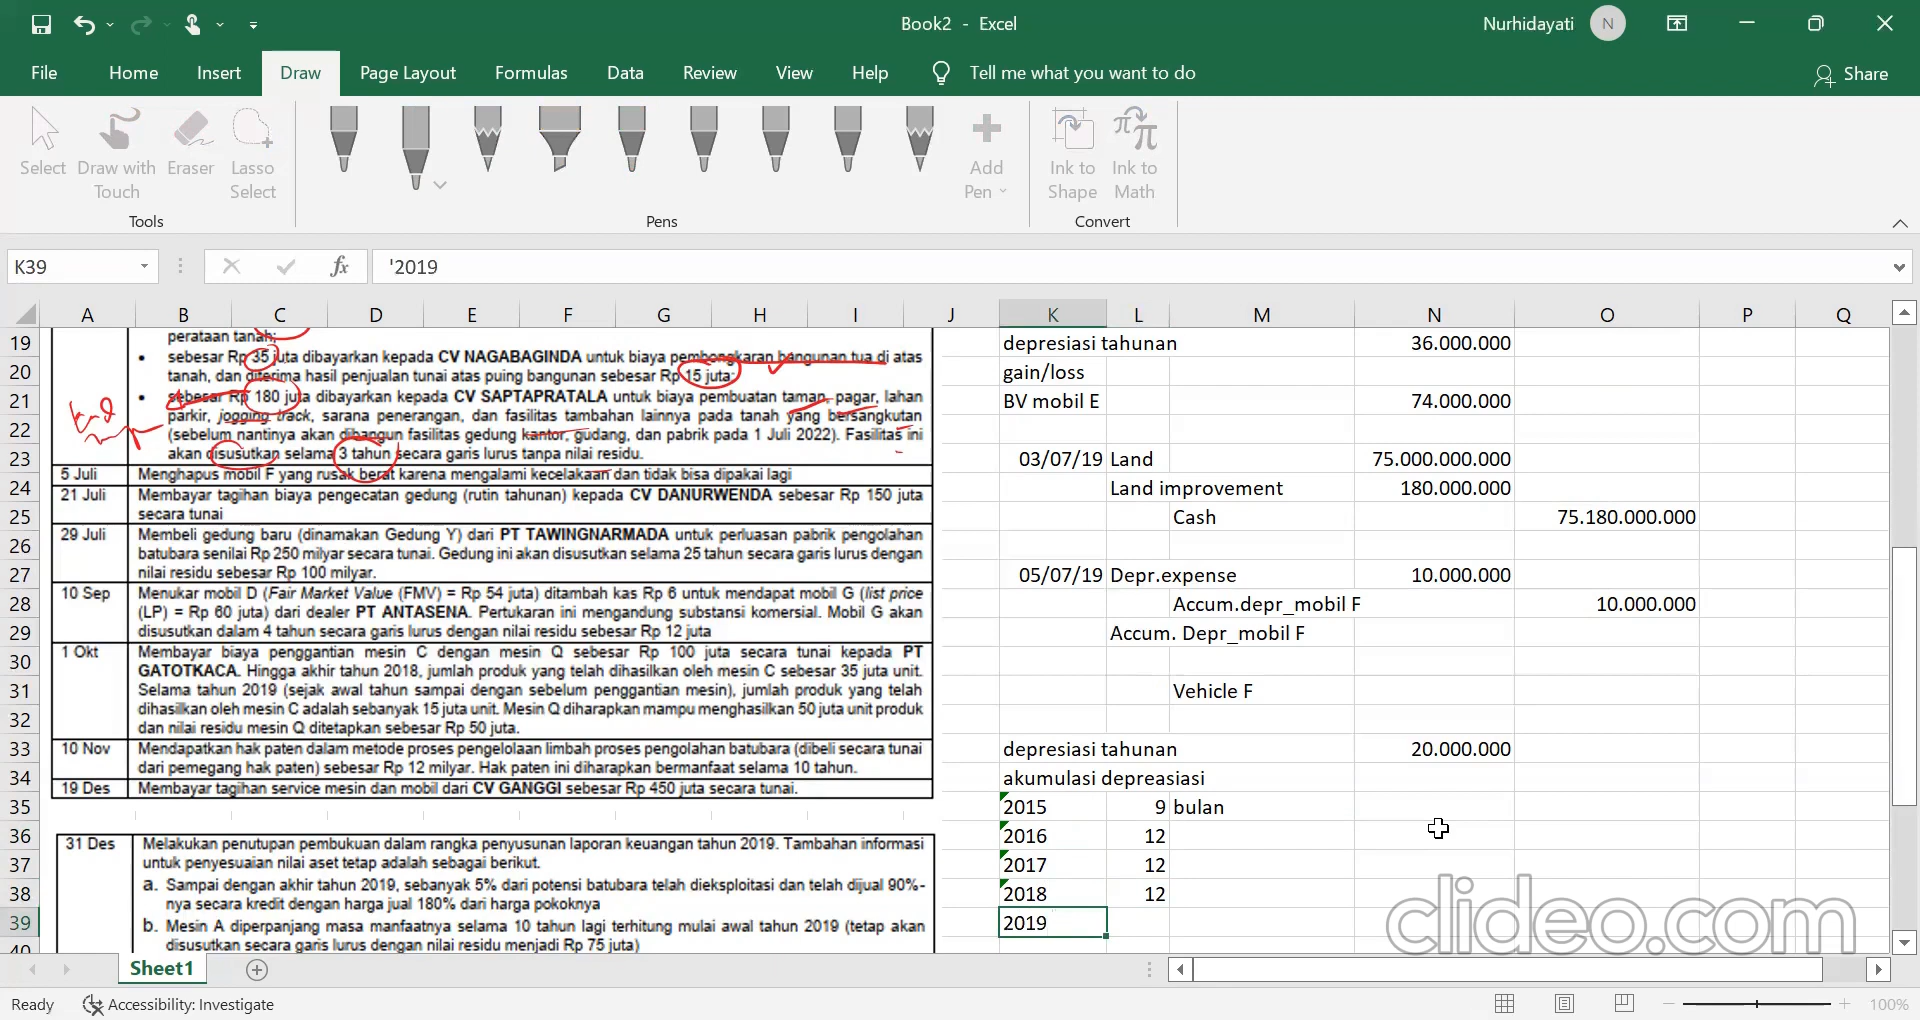 Book2 - Excel
Nurhidayati
N
File Home Insert Draw Page Layout Formulas Data Review View Help Tell me what you want to do
Share
Select
Draw with Touch
Eraser
Lasso Select
Add Pen
Ink to Shape
Ink to Math
Tools
Pens
Convert
K39
fx
'2019
A B C D E F G H I J K L M N O P Q
19
20
21
22
23
24
25
26
27
28
29
30
31
32
33
34
35
36
37
38
39
40
perataan tanah;
• sebesar Rp 35 juta dibayarkan kepada CV NAGABAGINDA untuk biaya pembongkaran bangunan tua di atas
tanah, dan diterima hasil penjualan tunai atas puing bangunan sebesar Rp 15 juta;
• sebesar Rp 180 juta dibayarkan kepada CV SAPTAPRATALA untuk biaya pembuatan taman, pagar, lahan
parkir, jogging track, sarana penerangan, dan fasilitas tambahan lainnya pada tanah yang bersangkutan
(sebelum nantinya akan dibangun fasilitas gedung kantor, gudang, dan pabrik pada 1 Juli 2022). Fasilitas ini
akan disusutkan selama 3 tahun secara garis lurus tanpa nilai residu.
5 Juli Menghapus mobil F yang rusak berat karena mengalami kecelakaan dan tidak bisa dipakai lagi
21 Juli Membayar tagihan biaya pengecatan gedung (rutin tahunan) kepada CV DANURWENDA sebesar Rp 150 juta
secara tunai
29 Juli Membeli gedung baru (dinamakan Gedung Y) dari PT TAWINGNARMADA untuk perluasan pabrik pengolahan
batubara senilai Rp 250 milyar secara tunai. Gedung ini akan disusutkan selama 25 tahun secara garis lurus dengan
nilai residu sebesar Rp 100 milyar.
10 Sep Menukar mobil D (Fair Market Value (FMV) = Rp 54 juta) ditambah kas Rp 6 untuk mendapat mobil G (list price
(LP) = Rp 60 juta) dari dealer PT ANTASENA. Pertukaran ini mengandung substansi komersial. Mobil G akan
disusutkan dalam 4 tahun secara garis lurus dengan nilai residu sebesar Rp 12 juta
1 Okt Membayar biaya penggantian mesin C dengan mesin Q sebesar Rp 100 juta secara tunai kepada PT
GATOTKACA. Hingga akhir tahun 2018, jumlah produk yang telah dihasilkan oleh mesin C sebesar 35 juta unit.
Selama tahun 2019 (sejak awal tahun sampai dengan sebelum penggantian mesin), jumlah produk yang telah
dihasilkan oleh mesin C adalah sebanyak 15 juta unit. Mesin Q diharapkan mampu menghasilkan 50 juta unit produk
dan nilai residu mesin Q ditetapkan sebesar Rp 50 juta.
10 Nov Mendapatkan hak paten dalam metode proses pengelolaan limbah proses pengolahan batubara (dibeli secara tunai
dari pemegang hak paten) sebesar Rp 12 milyar. Hak paten ini diharapkan bermanfaat selama 10 tahun.
19 Des Membayar tagihan service mesin dan mobil dari CV GANGGI sebesar Rp 450 juta secara tunai.
31 Des Melakukan penutupan pembukuan dalam rangka penyusunan laporan keuangan tahun 2019. Tambahan informasi
untuk penyesuaian nilai aset tetap adalah sebagai berikut.
a. Sampai dengan akhir tahun 2019, sebanyak 5% dari potensi batubara telah dieksploitasi dan telah dijual 90%-
nya secara kredit dengan harga jual 180% dari harga pokoknya
b. Mesin A diperpanjang masa manfaatnya selama 10 tahun lagi terhitung mulai awal tahun 2019 (tetap akan
disusutkan secara garis lurus dengan nilai residu menjadi Rp 75 juta)
depresiasi tahunan 36.000.000
gain/loss
BV mobil E 74.000.000
03/07/19 Land 75.000.000.000
Land improvement 180.000.000
Cash 75.180.000.000
05/07/19 Depr.expense 10.000.000
Accum.depr_mobil F 10.000.000
Accum. Depr_mobil F
Vehicle F
depresiasi tahunan 20.000.000
akumulasi depreasiasi
2015 9 bulan
2016 12
2017 12
2018 12
2019
clideo.com
Sheet1
Ready
Accessibility: Investigate
100%